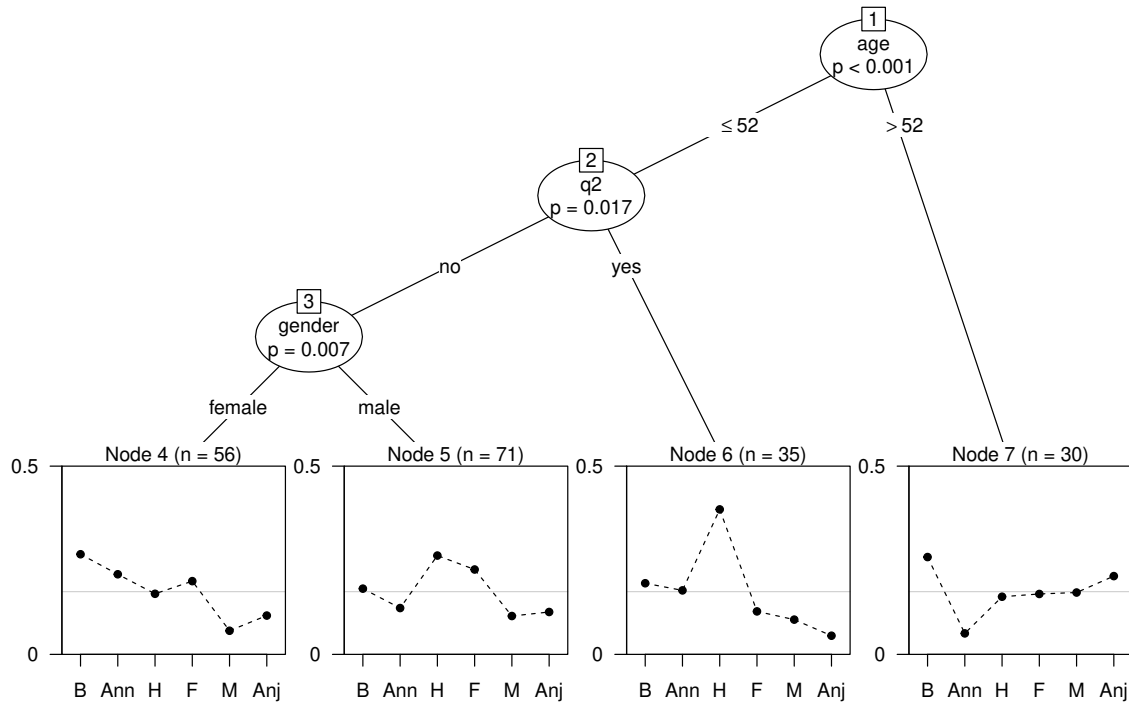 1
age
p < 0.001
≤ 52
> 52
2
q2
p = 0.017
no
yes
3
gender
p = 0.007
female
male
Node 4 (n = 56)
Node 5 (n = 71)
Node 6 (n = 35)
Node 7 (n = 30)
0.5
0.5
0.5
0.5
0
0
0
0
B Ann H F M Anj
B Ann H F M Anj
B Ann H F M Anj
B Ann H F M Anj